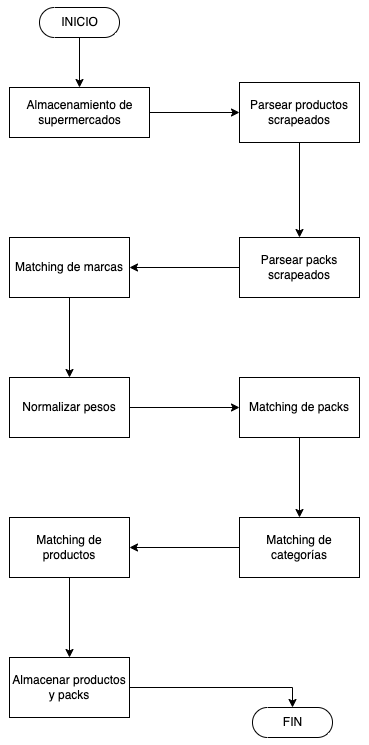 INICIO
Almacenamiento de
supermercados
Parsear productos
scrapeados
Parsear packs
scrapeados
Matching de marcas
Normalizar pesos
Matching de packs
Matching de
categorías
Matching de
productos
Almacenar productos
y packs
FIN